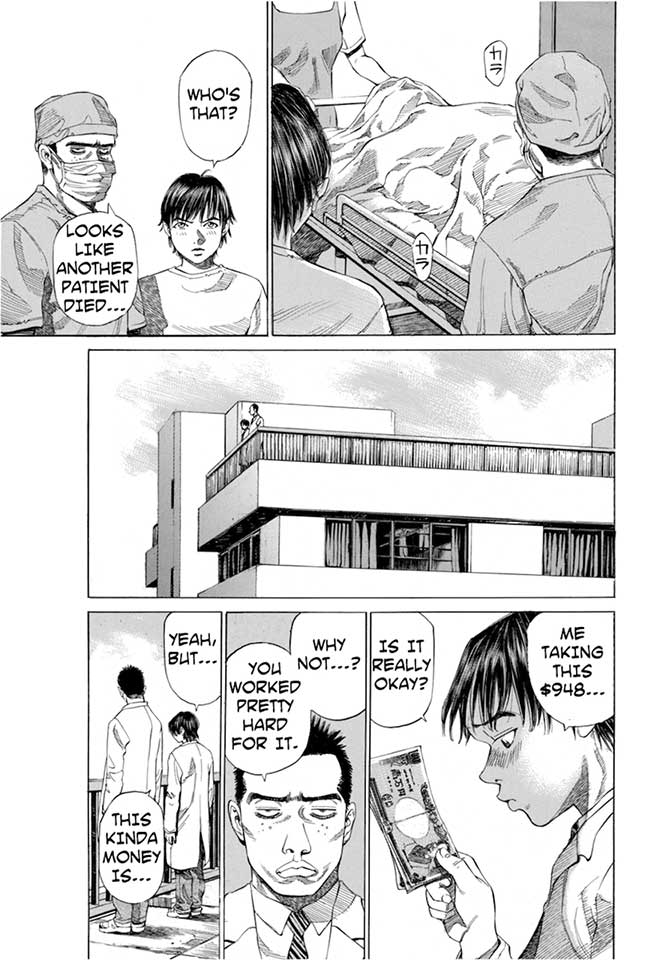 カラ
カラ
WHO'S
THAT?
LOOKS
LIKE
ANOTHER
PATIENT
DIED...
ME
TAKING
THIS
$948...
IS IT
REALLY
OKAY?
WHY
NOT...?
YOU
WORKED
PRETTY
HARD
FOR IT.
YEAH,
BUT...
THIS
KINDA
MONEY
IS...